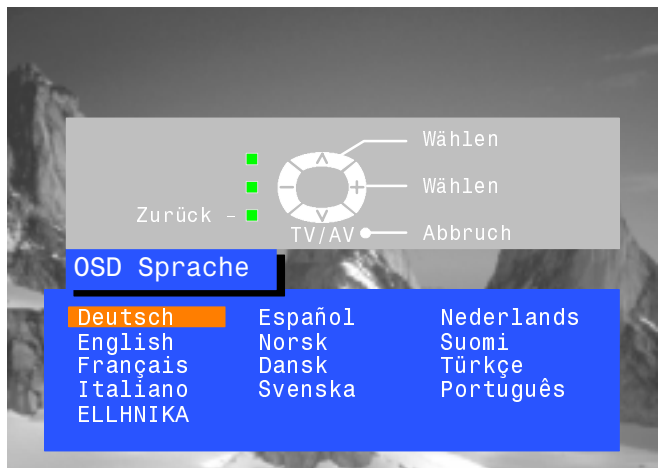 Wählen
Wählen
Zurück –
TV/AV
Abbruch
OSD Sprache
Deutsch Español Nederlands
English Norsk Suomi
Français Dansk Türkçe
Italiano Svenska Português
ELLHNIKA